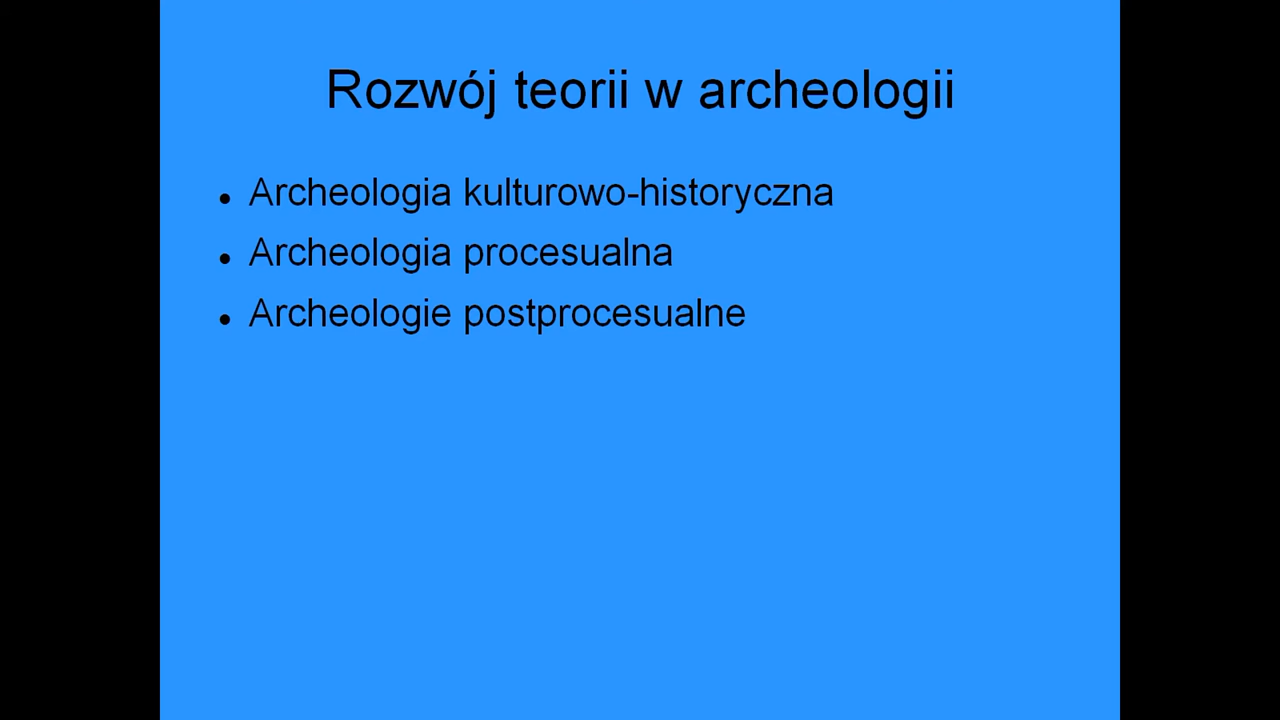 Rozwój teorii w archeologii
● Archeologia kulturowo-historyczna
● Archeologia procesualna
● Archeologie postprocesualne